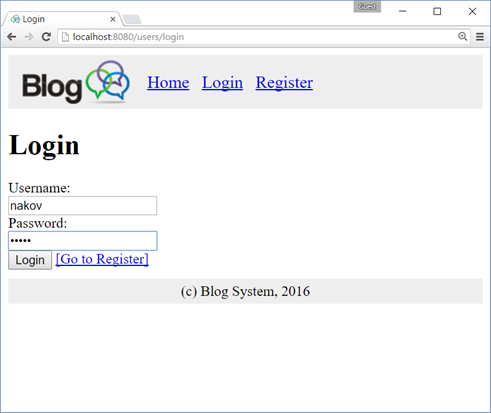 Guest
Login
localhost:8080/users/login
Blog
Home Login Register
Login
Username:
nakov
Password:
•••••
Login [Go to Register]
(c) Blog System, 2016